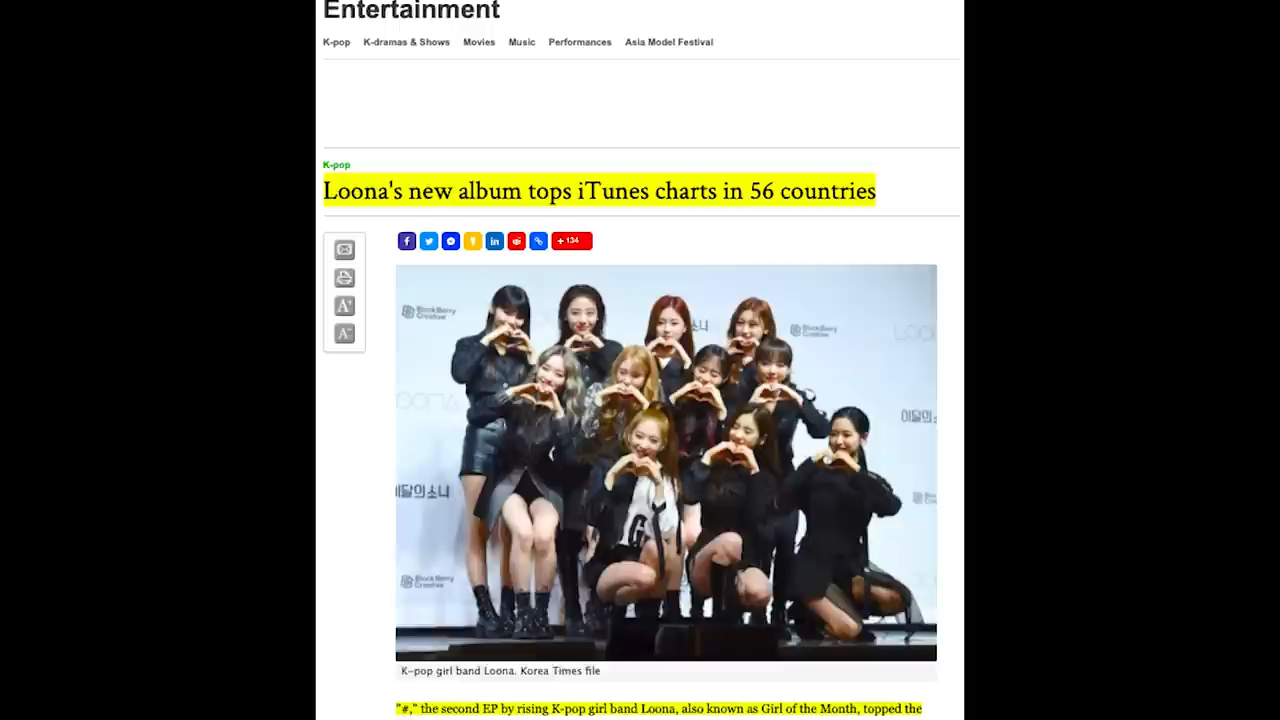 Entertainment
K-pop K-dramas & Shows Movies Music Performances Asia Model Festival
K-pop
Loona's new album tops iTunes charts in 56 countries
+ 134
A+
A-
BlockBerry Creative
BlockBerry Creative
이달의소
이달의소니
BlockBerry Creative
K-pop girl band Loona. Korea Times file
"#," the second EP by rising K-pop girl band Loona, also known as Girl of the Month, topped the